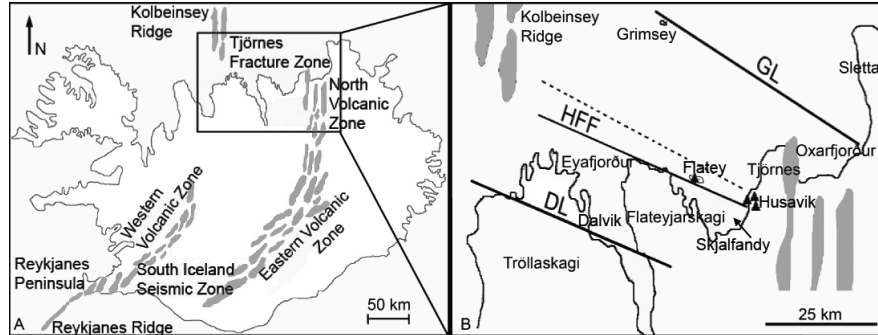 Kolbeinsey
Ridge
N
Tjörnes
Fracture Zone
North
Volcanic
Zone
Western
Volcanic Zone
Eastern Volcanic
Zone
Reykjanes
Peninsula
South Iceland
Seismic Zone
Reykjanes Ridge
50 km
A
Kolbeinsey
Ridge
Grimsey
GL
Sletta
HFF
Eyafjorður
Flatey
Tjörnes
Oxarfjorður
Husavik
DL
Dalvik
Flateyjarskagi
Skjalfandy
Tröllaskagi
25 km
B